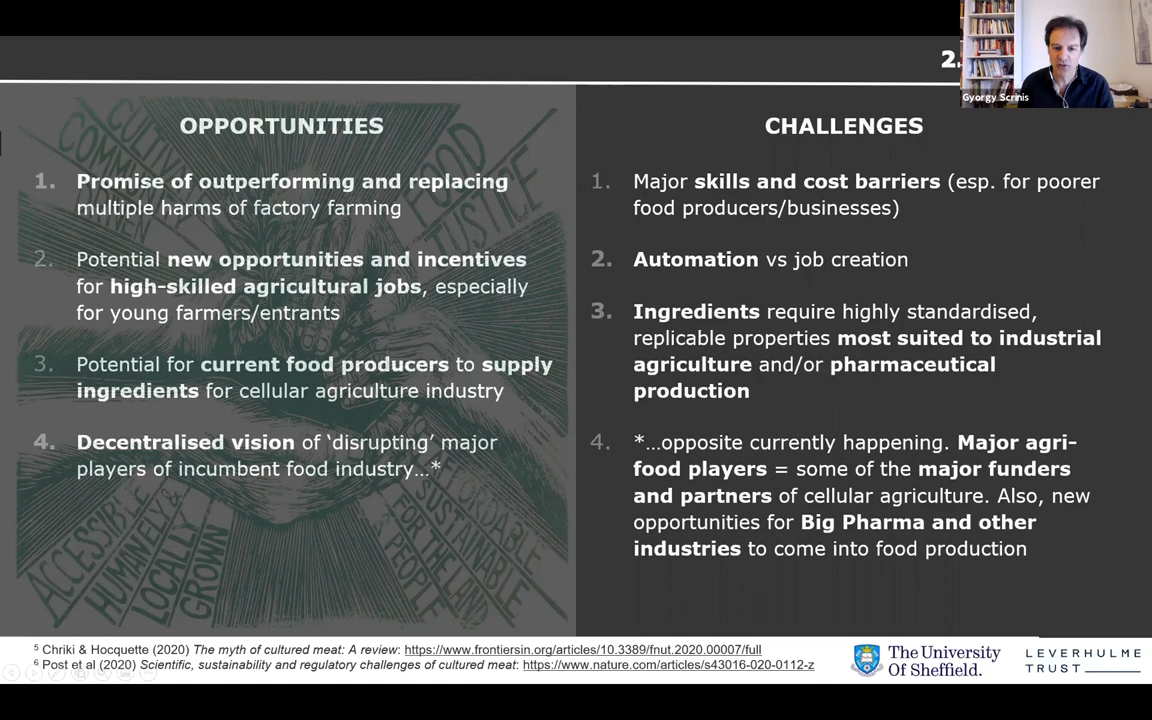 2.
Gyorgy Scrinis
OPPORTUNITIES
1. Promise of outperforming and replacing
multiple harms of factory farming
2. Potential new opportunities and incentives
for high-skilled agricultural jobs, especially
for young farmers/entrants
3. Potential for current food producers to supply
ingredients for cellular agriculture industry
4. Decentralised vision of ‘disrupting’ major
players of incumbent food industry...*
CHALLENGES
1. Major skills and cost barriers (esp. for poorer
food producers/businesses)
2. Automation vs job creation
3. Ingredients require highly standardised,
replicable properties most suited to industrial
agriculture and/or pharmaceutical
production
4. *...opposite currently happening. Major agri-
food players = some of the major funders
and partners of cellular agriculture. Also, new
opportunities for Big Pharma and other
industries to come into food production
FOOD
JUSTICE
ACCESSIBLE
HUMANELY &
LOCALLY
GROWN
AFFORDABLE
SUSTAINABLE
FOR THE LAND
PEOPLE
5 Chriki & Hocquette (2020) The myth of cultured meat: A review: https://www.frontiersin.org/articles/10.3389/fnut.2020.00007/full
6 Post et al (2020) Scientific, sustainability and regulatory challenges of cultured meat: https://www.nature.com/articles/s43016-020-0112-z
The University
Of Sheffield.
LEVERHULME
TRUST